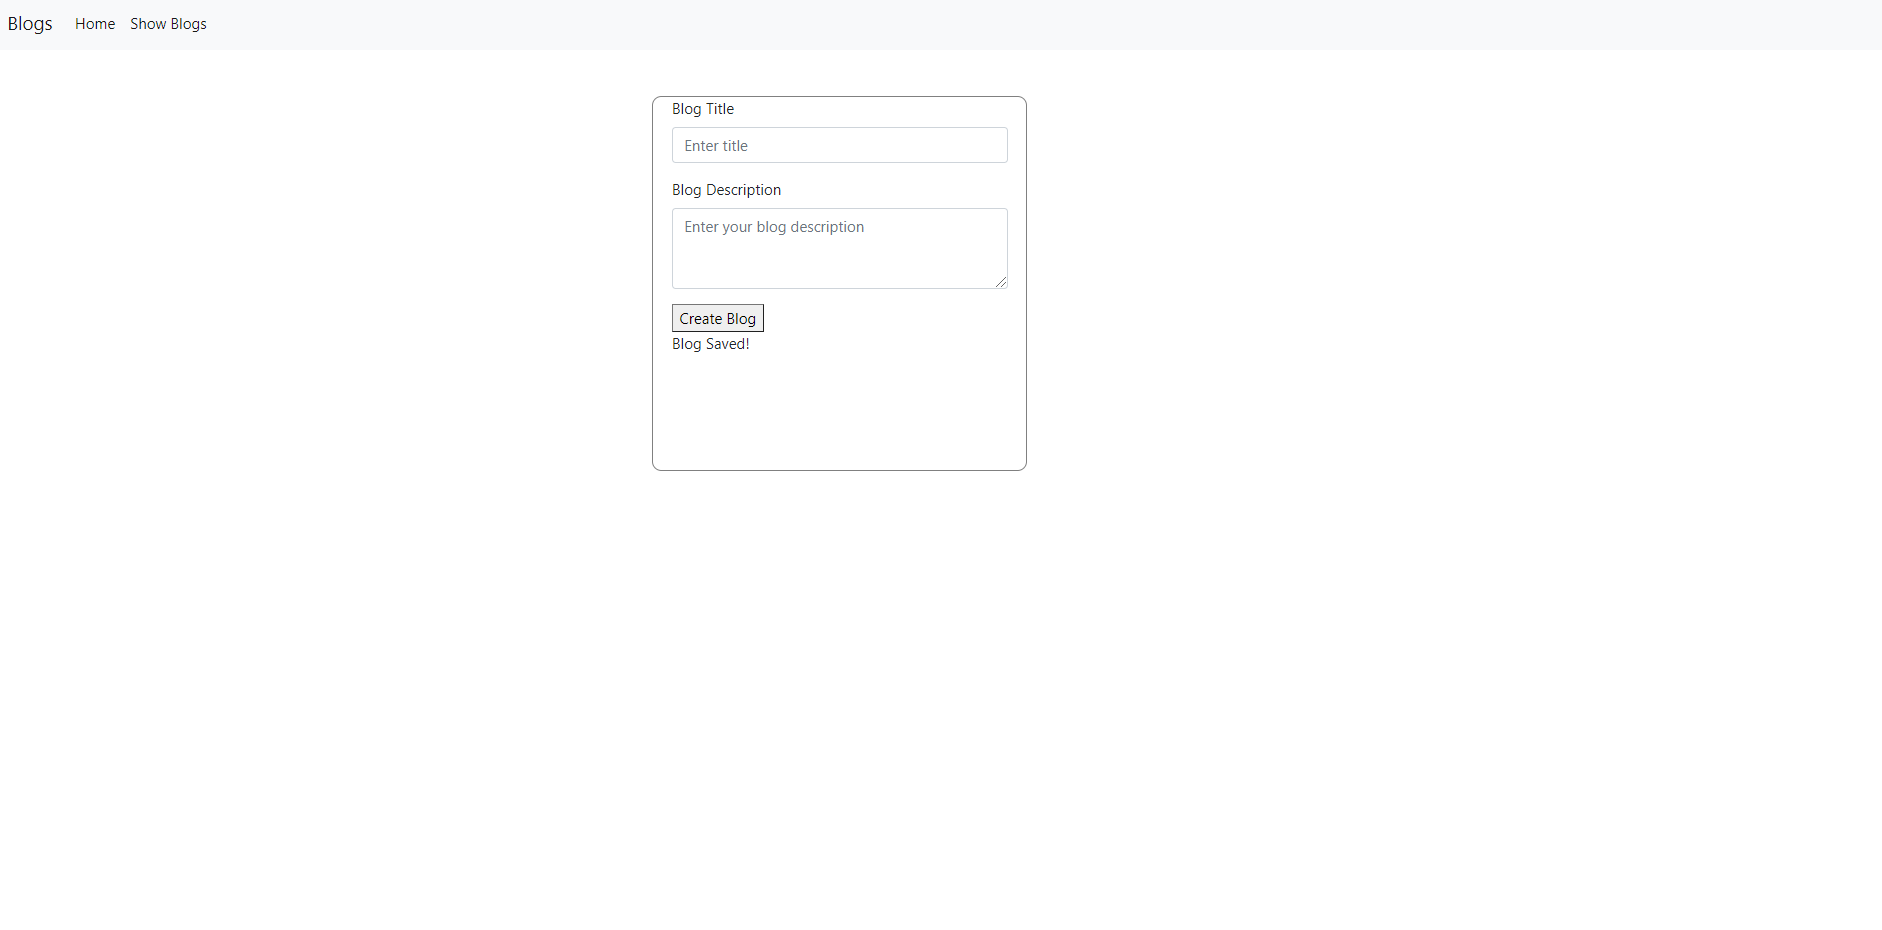 Blogs Home Show Blogs
Blog Title
Enter title
Blog Description
Enter your blog description
Create Blog
Blog Saved!